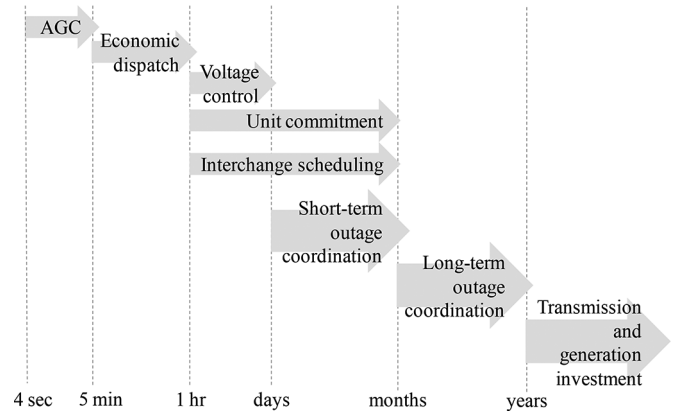 AGC
Economic
dispatch
Voltage
control
Unit commitment
Interchange scheduling
Short-term
outage
coordination
Long-term
outage
coordination
Transmission
and
generation
investment
4 sec 5 min 1 hr days months years